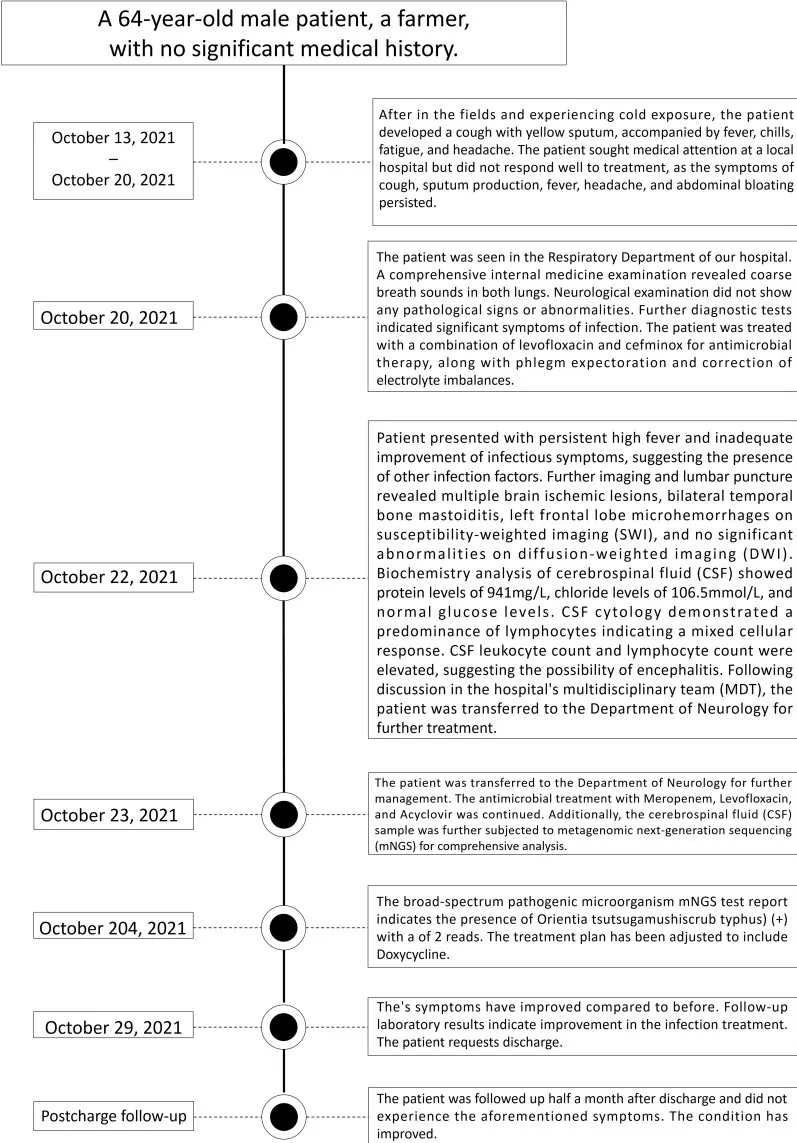 A 64-year-old male patient, a farmer,
with no significant medical history.
October 13, 2021
–
October 20, 2021
After in the fields and experiencing cold exposure, the patient
developed a cough with yellow sputum, accompanied by fever, chills,
fatigue, and headache. The patient sought medical attention at a local
hospital but did not respond well to treatment, as the symptoms of
cough, sputum production, fever, headache, and abdominal bloating
persisted.
October 20, 2021
The patient was seen in the Respiratory Department of our hospital.
A comprehensive internal medicine examination revealed coarse
breath sounds in both lungs. Neurological examination did not show
any pathological signs or abnormalities. Further diagnostic tests
indicated significant symptoms of infection. The patient was treated
with a combination of levofloxacin and cefminox for antimicrobial
therapy, along with phlegm expectoration and correction of
electrolyte imbalances.
October 22, 2021
Patient presented with persistent high fever and inadequate
improvement of infectious symptoms, suggesting the presence
of other infection factors. Further imaging and lumbar puncture
revealed multiple brain ischemic lesions, bilateral temporal
bone mastoiditis, left frontal lobe microhemorrhages on
susceptibility-weighted imaging (SWI), and no significant
abnormalities on diffusion-weighted imaging (DWI).
Biochemistry analysis of cerebrospinal fluid (CSF) showed
protein levels of 941mg/L, chloride levels of 106.5mmol/L, and
normal glucose levels. CSF cytology demonstrated a
predominance of lymphocytes indicating a mixed cellular
response. CSF leukocyte count and lymphocyte count were
elevated, suggesting the possibility of encephalitis. Following
discussion in the hospital's multidisciplinary team (MDT), the
patient was transferred to the Department of Neurology for
further treatment.
October 23, 2021
The patient was transferred to the Department of Neurology for further
management. The antimicrobial treatment with Meropenem, Levofloxacin,
and Acyclovir was continued. Additionally, the cerebrospinal fluid (CSF)
sample was further subjected to metagenomic next-generation sequencing
(mNGS) for comprehensive analysis.
October 204, 2021
The broad-spectrum pathogenic microorganism mNGS test report
indicates the presence of Orientia tsutsugamushiscrub typhus) (+)
with a of 2 reads. The treatment plan has been adjusted to include
Doxycycline.
October 29, 2021
The's symptoms have improved compared to before. Follow-up
laboratory results indicate improvement in the infection treatment.
The patient requests discharge.
Postcharge follow-up
The patient was followed up half a month after discharge and did not
experience the aforementioned symptoms. The condition has
improved.